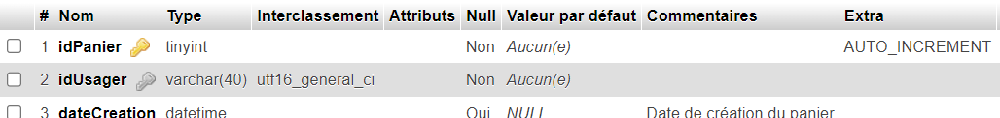 # Nom Type Interclassement Attributs Null Valeur par défaut Commentaires Extra
1 idPanier tinyint Non Aucun(e) AUTO_INCREMENT
2 idUsager varchar(40) utf16_general_ci Non Aucun(e)
3 dateCreation datetime Oui NULL Date de création du panier